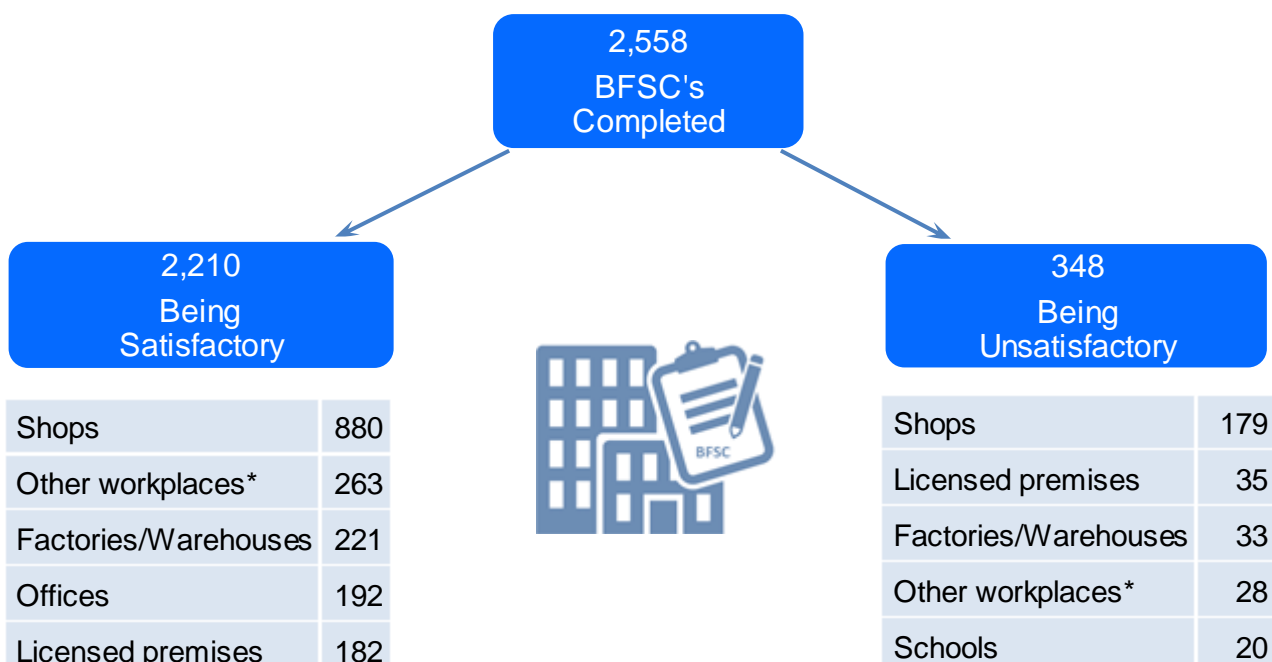 2,558
BFSC's
Completed
2,210
Being
Satisfactory
348
Being
Unsatisfactory
Shops 880
Other workplaces* 263
Factories/Warehouses 221
Offices 192
Licensed premises 182
BFSC
Shops 179
Licensed premises 35
Factories/Warehouses 33
Other workplaces* 28
Schools 20